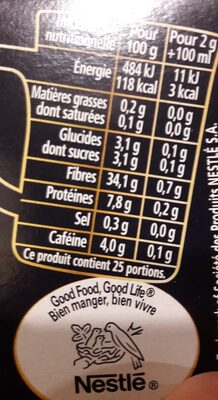 nutritionnelle Pour 100 g Pour 2 g +100 ml
Énergie 484 kJ 118 kcal 11 kJ 3 kcal
Matières grasses 0,2 g 0,0 g
dont saturées 0,1 g 0,0 g
Glucides 3,1 g 0,1 g
dont sucres 3,1 g 0,1 g
Fibres 34,1 g 0,7 g
Protéines 7,8 g 0,2 g
Sel 0,3 g 0,0 g
Caféine 4,0 g 0,1 g
Ce produit contient 25 portions.
Good Food, Good Life®
Bien manger, bien vivre
Nestlé®
des Produits NESTLÉ S.A.